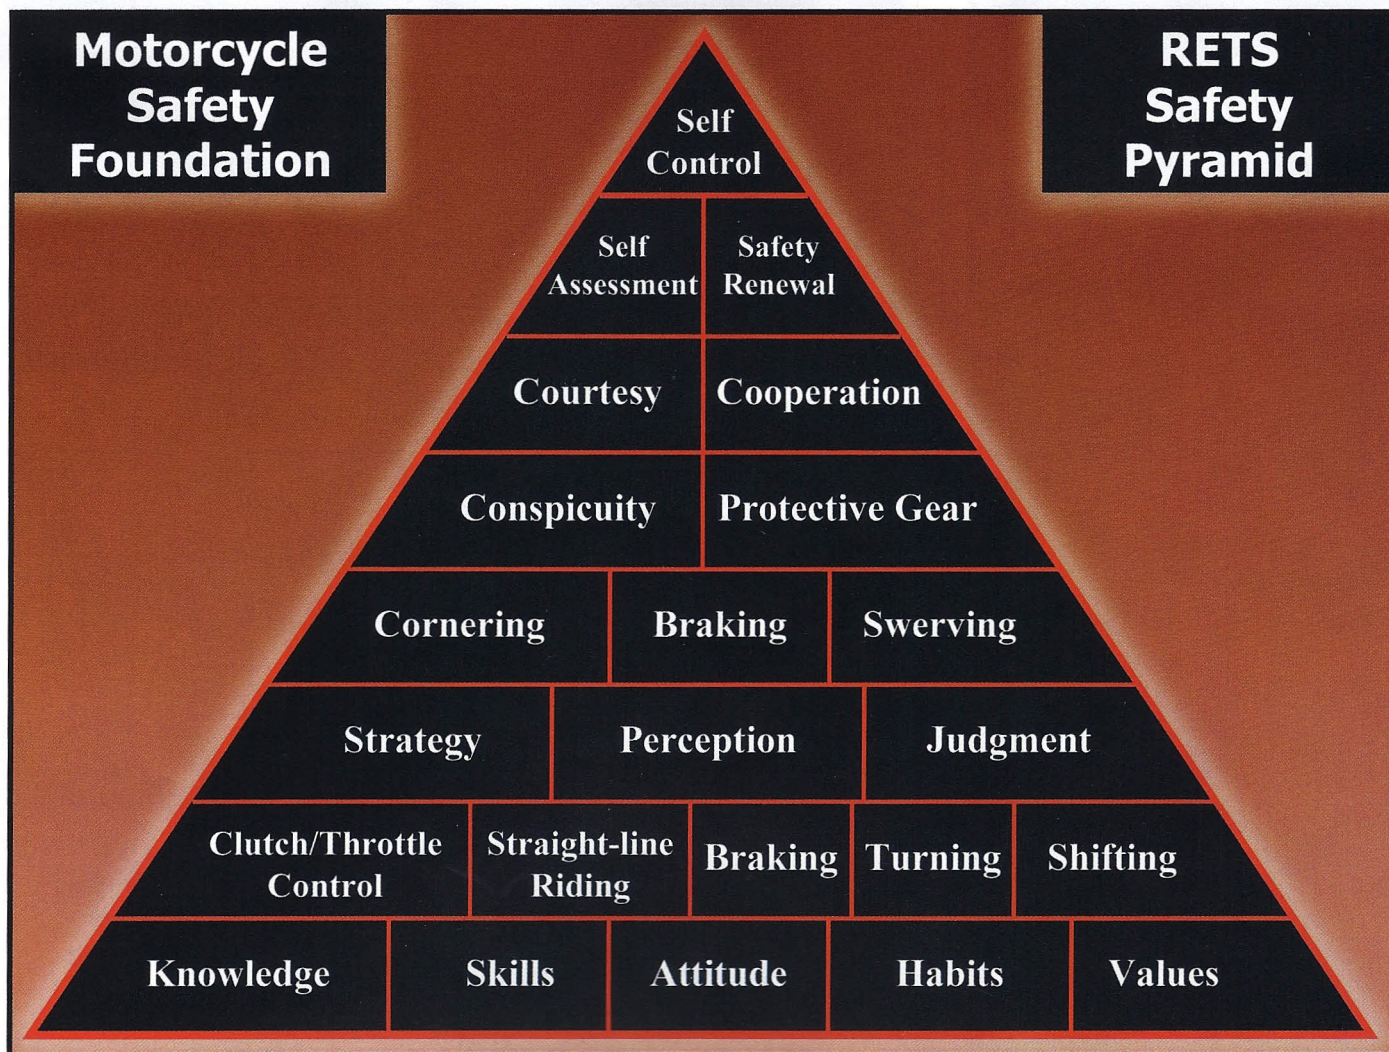 Motorcycle
Safety
Foundation
RETS
Safety
Pyramid
Self
Control
Self
Assessment
Safety
Renewal
Courtesy
Cooperation
Conspicuity
Protective Gear
Cornering
Braking
Swerving
Strategy
Perception
Judgment
Clutch/Throttle
Control
Straight-line
Riding
Braking
Turning
Shifting
Knowledge
Skills
Attitude
Habits
Values